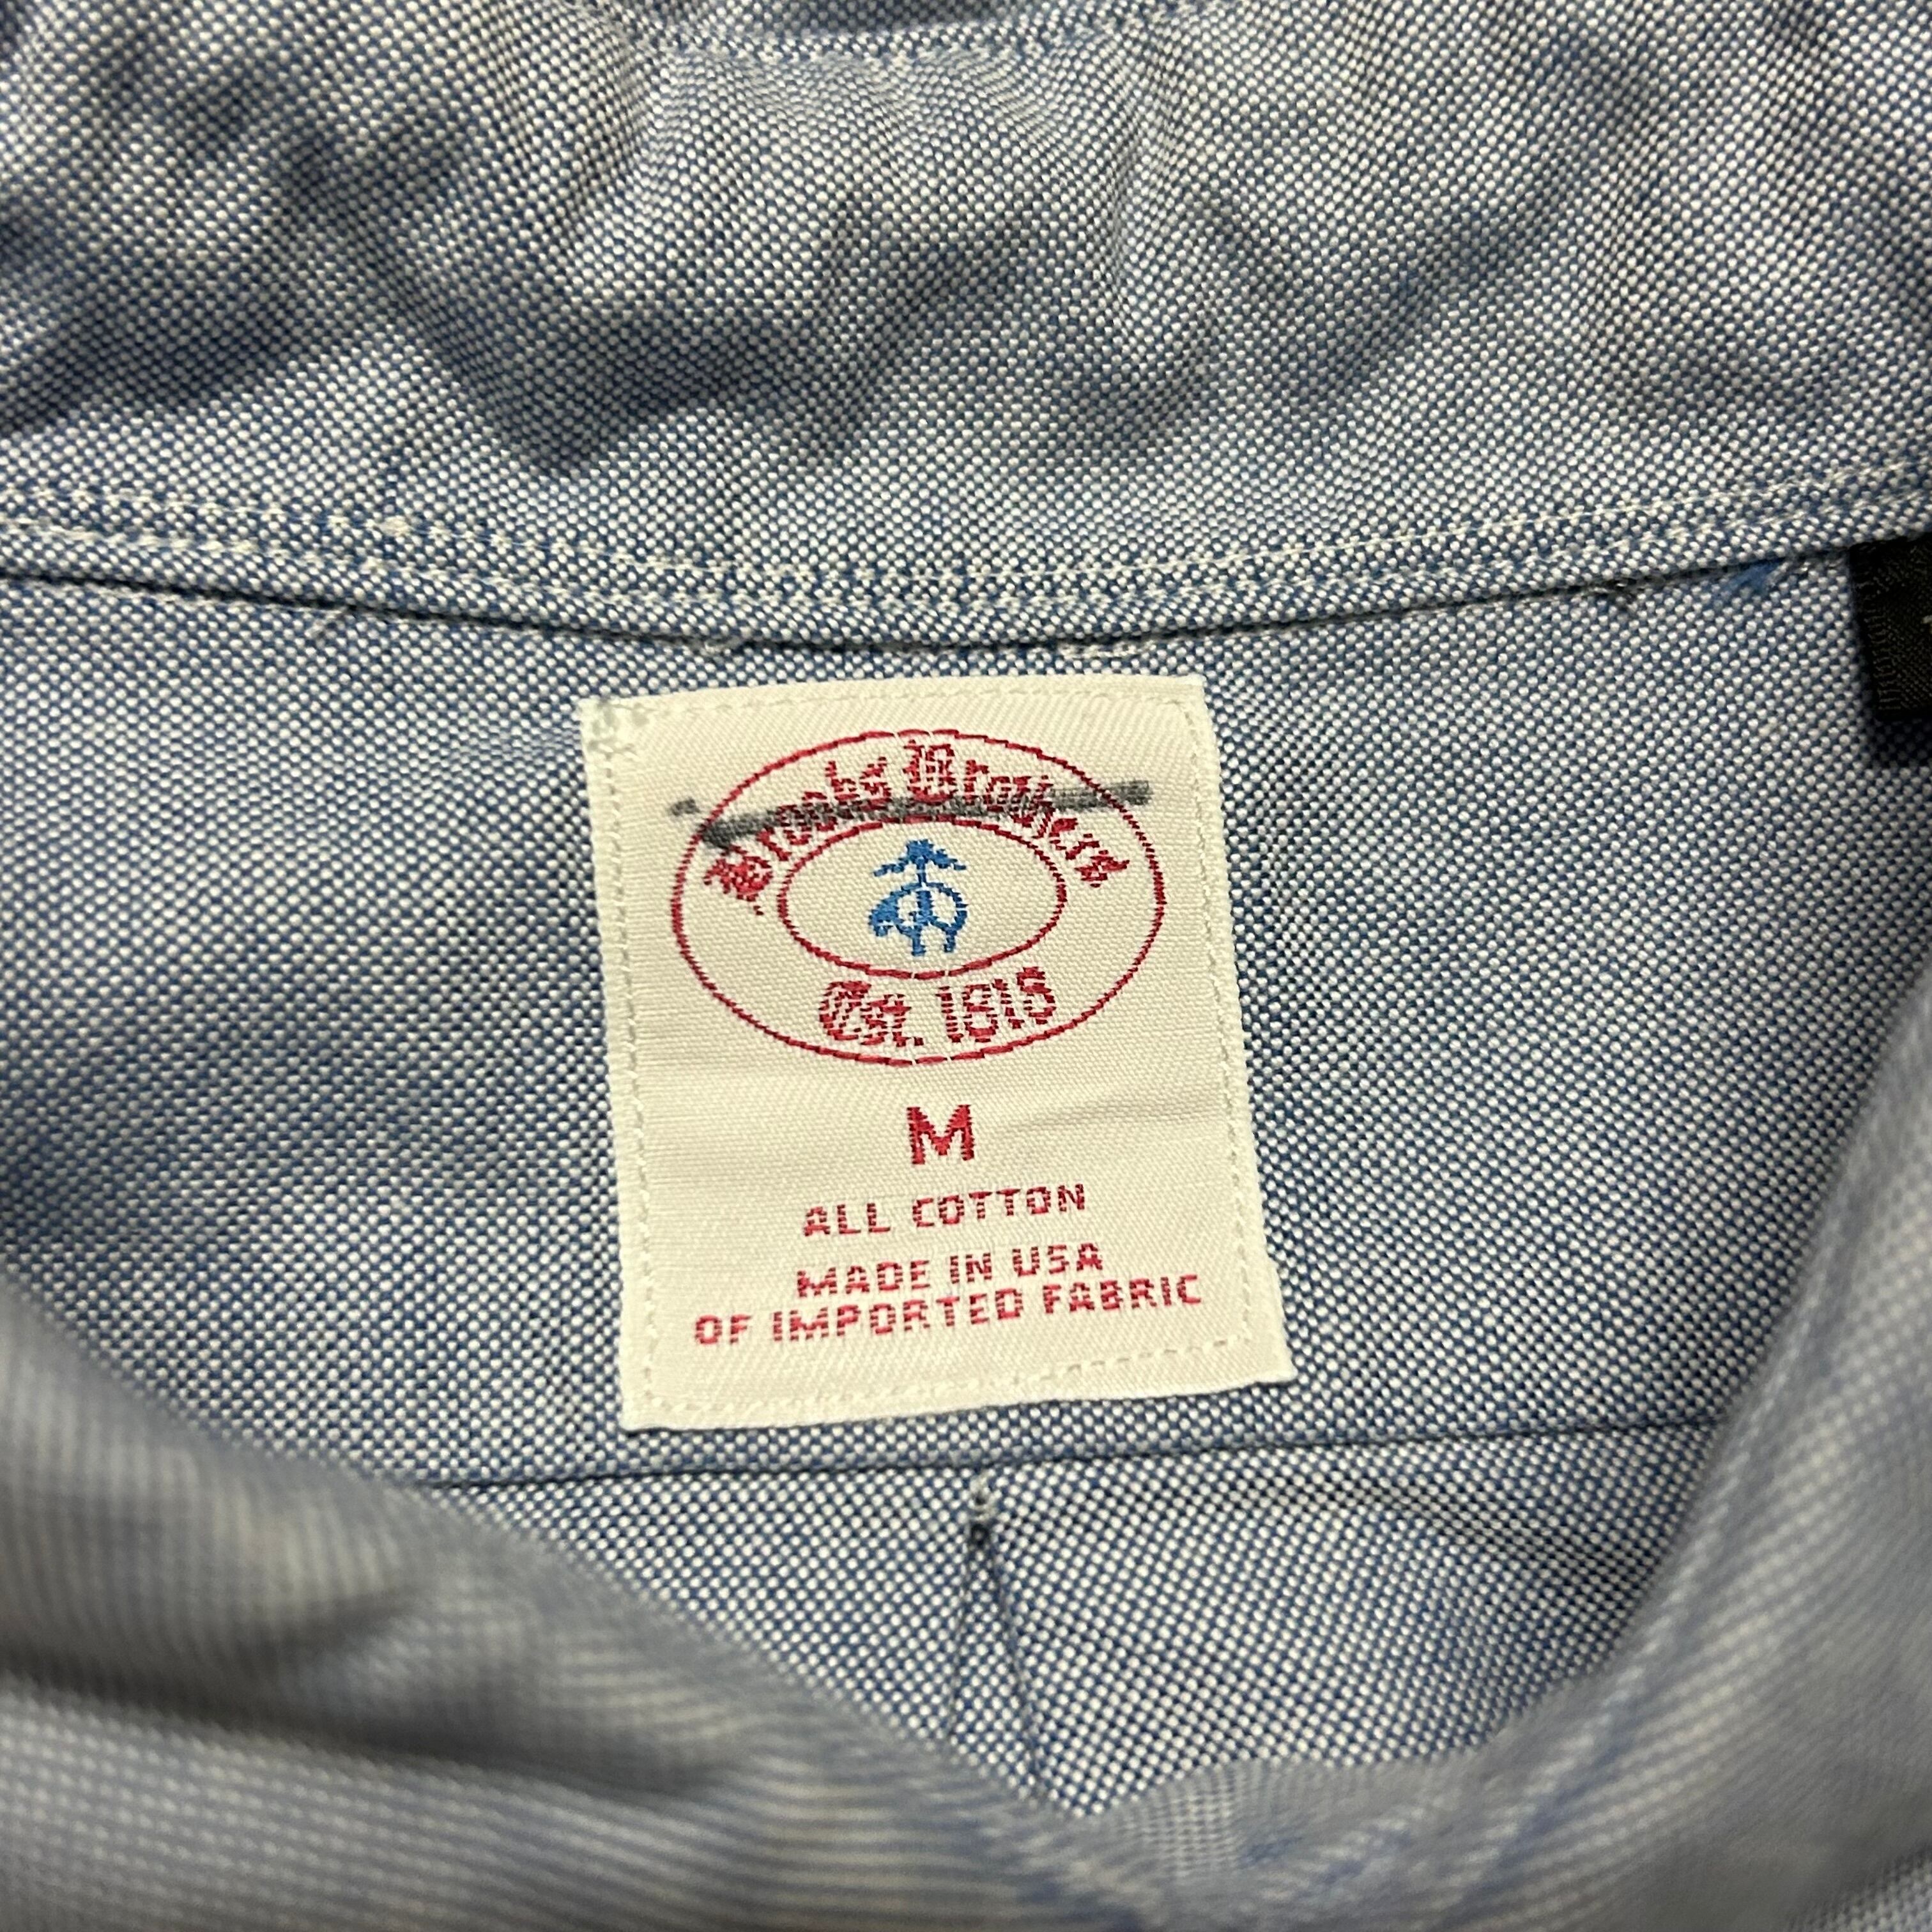 Brooks Brothers
Est. 1818
M
ALL COTTON
MADE IN USA
OF IMPORTED FABRIC